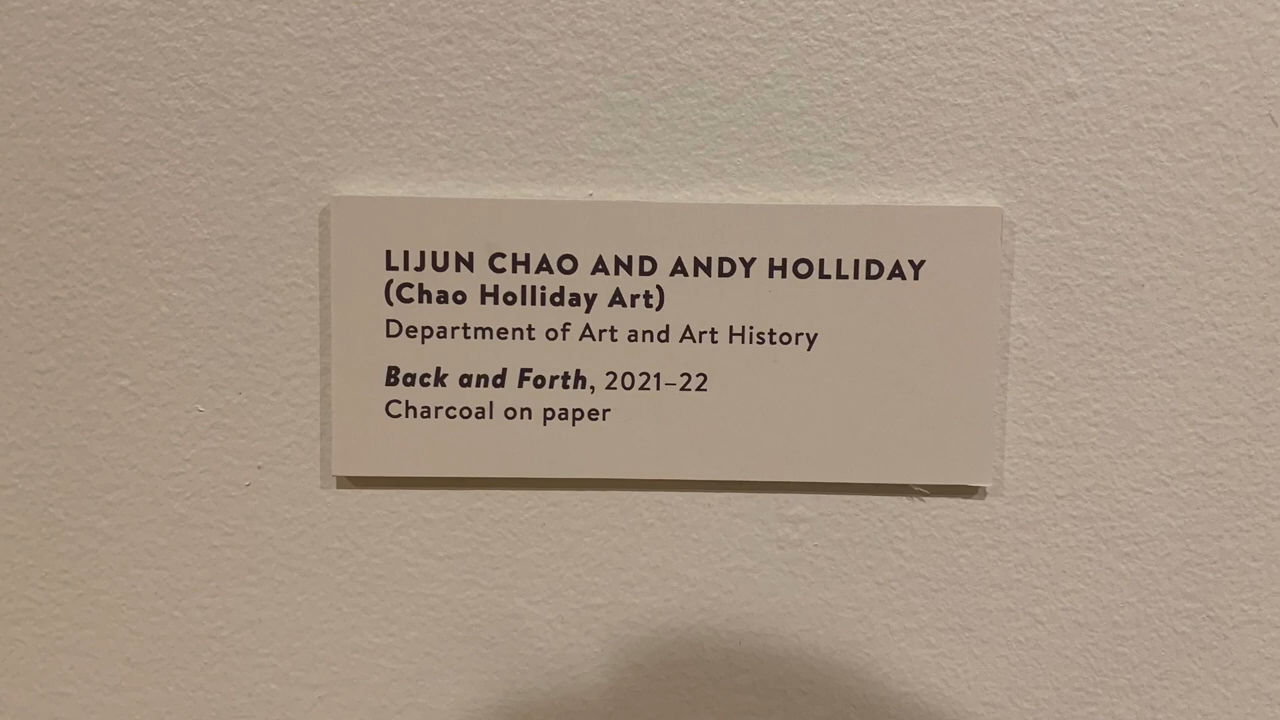 LIJUN CHAO AND ANDY HOLLIDAY
(Chao Holliday Art)
Department of Art and Art History
Back and Forth, 2021–22
Charcoal on paper